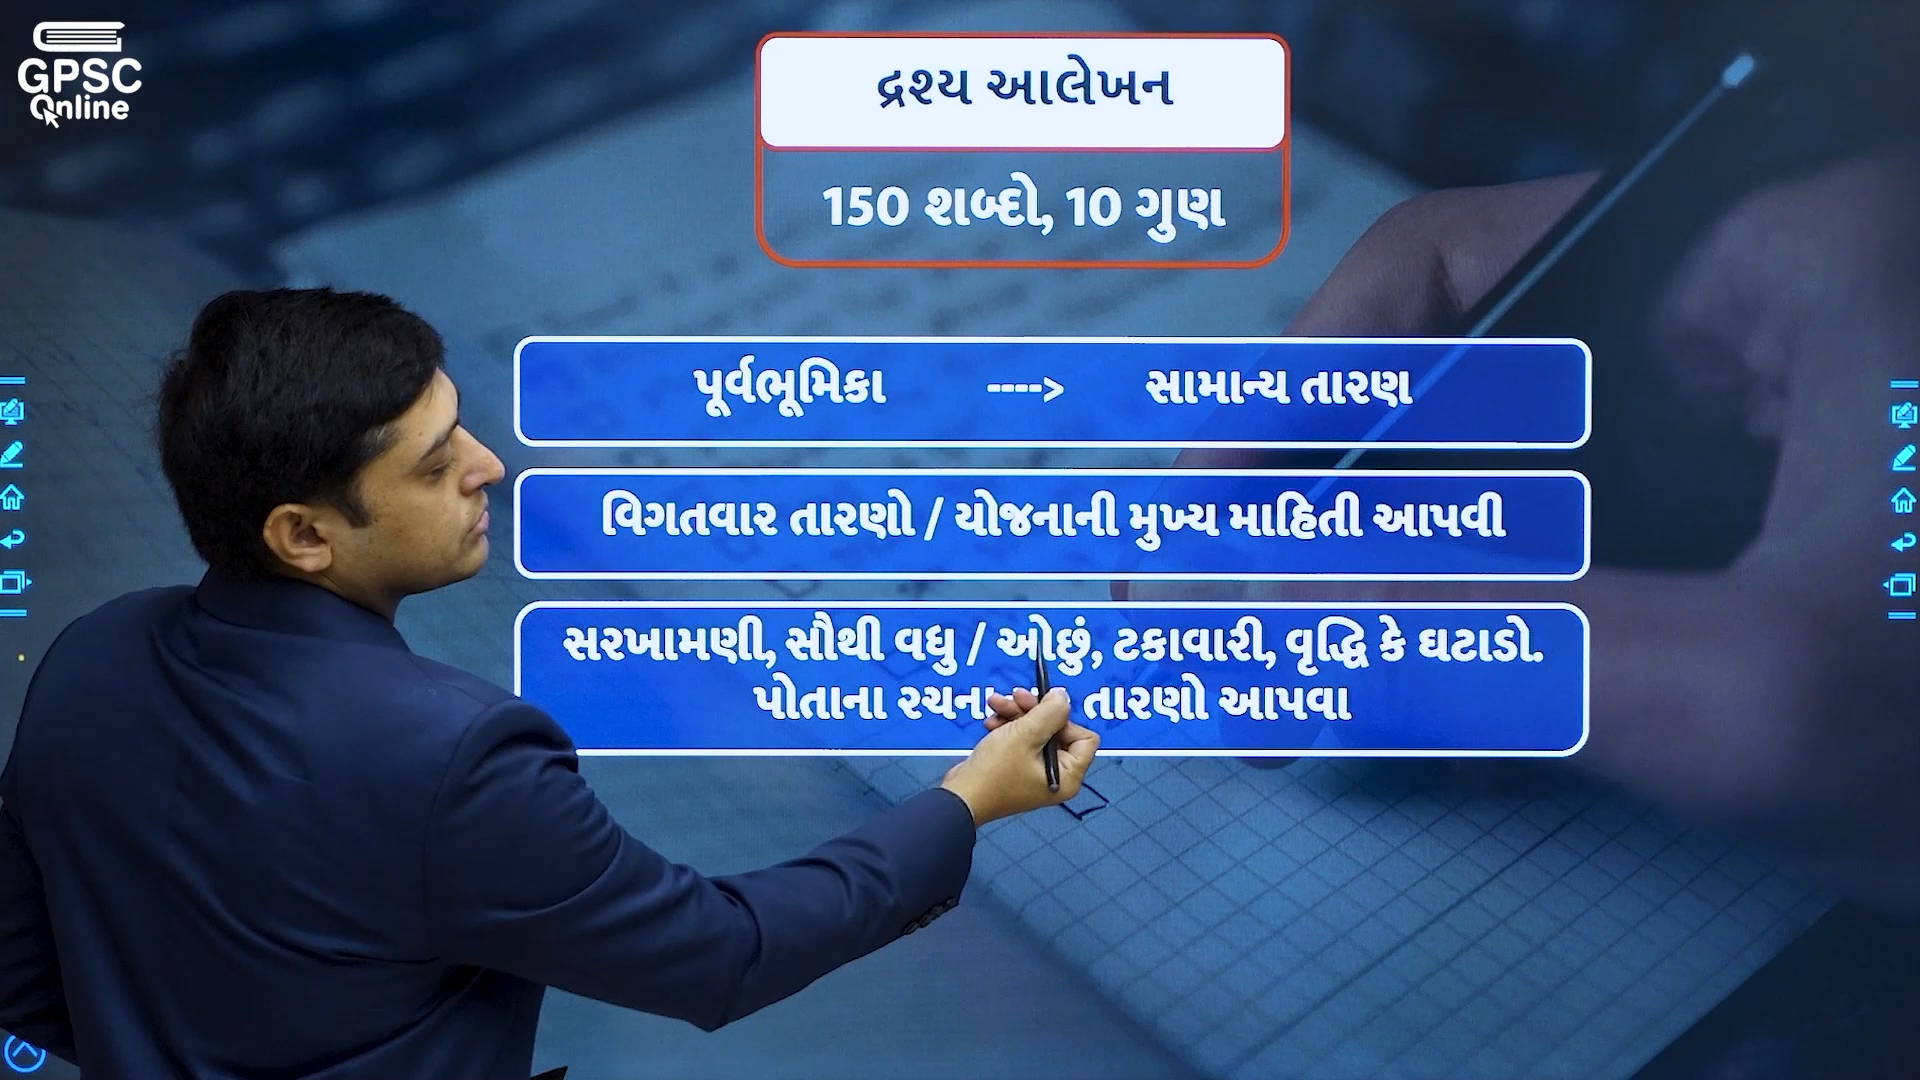 GPSC
Online
દ્રશ્ય આલેખન
150 શબ્દો, 10 ગુણ
પૂર્વભૂમિકા ----> સામાન્ય તારણ
વિગતવાર તારણો / યોજનાની મુખ્ય માહિતી આપવી
સરખામણી, સૌથી વધુ / ઓછું, ટકાવારી, વૃદ્ધિ કે ઘટાડો.
પોતાના તારણો આપવા